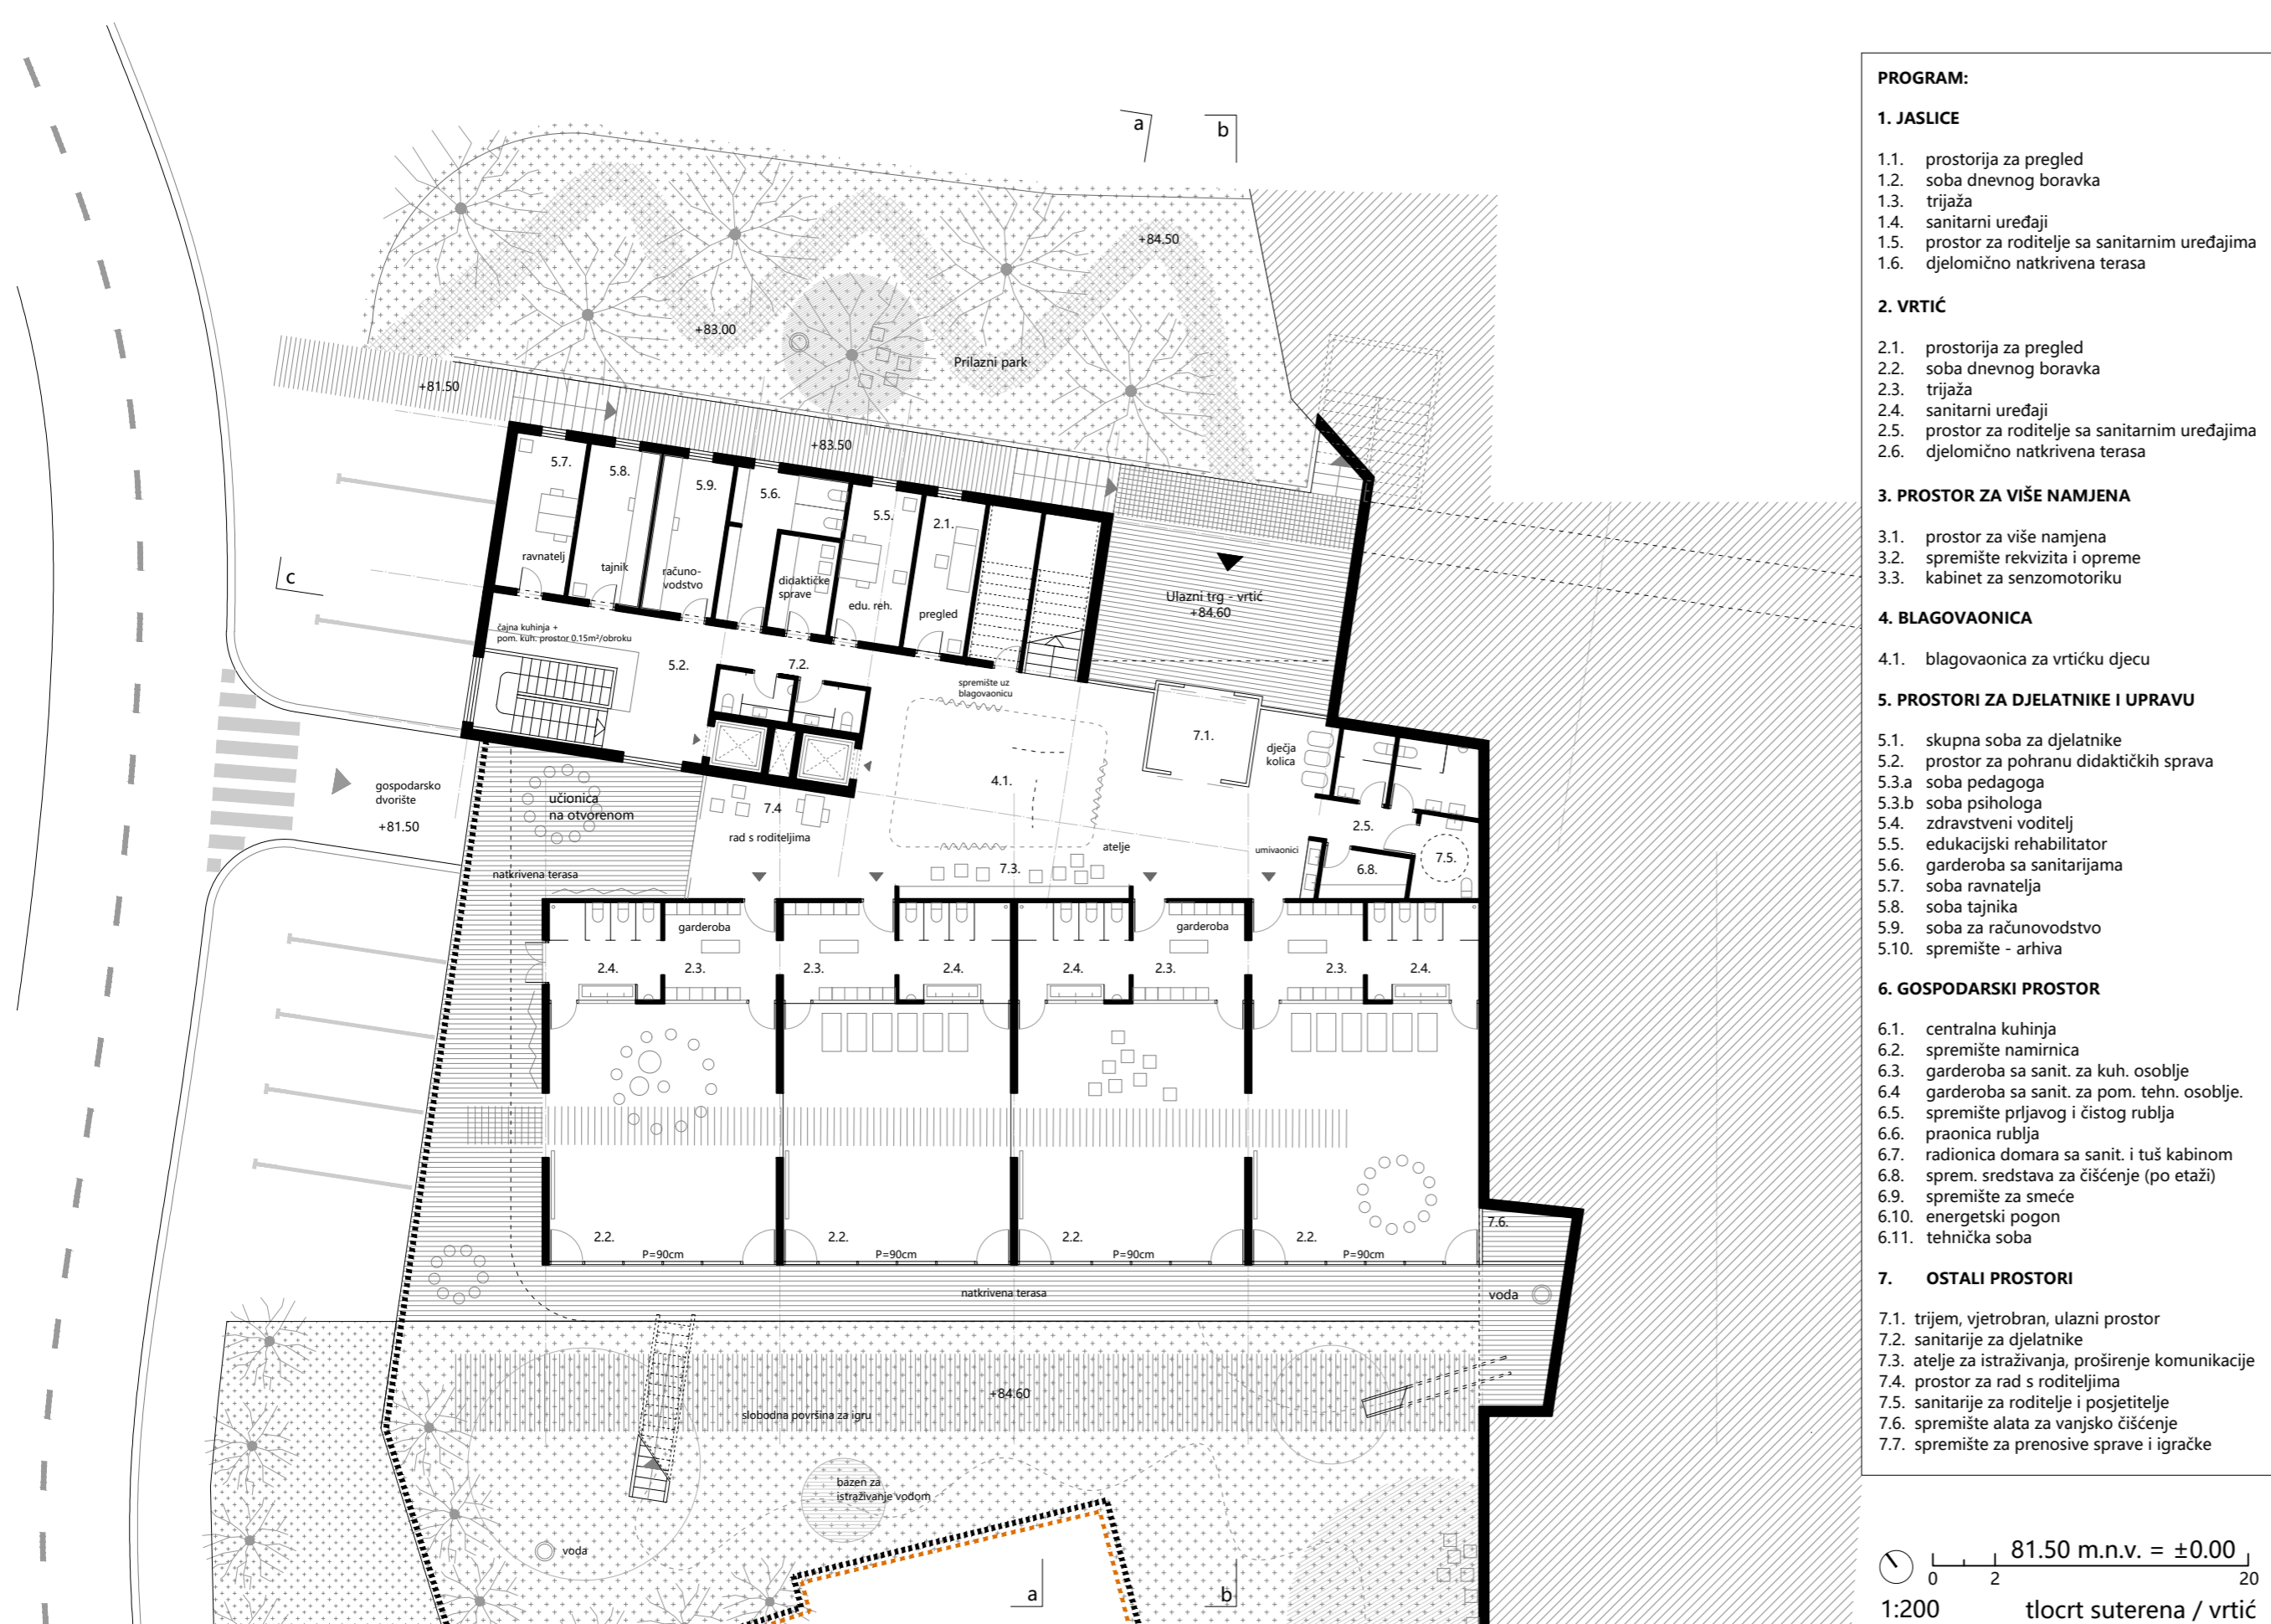 a
b
+84.50
+83.00
Prilazni park
+81.50
+83.50
5.7.
5.8.
5.9.
5.6.
5.5.
2.1.
ravnatelj
tajnik
računo-
vodstvo
didaktičke
sprave
edu. reh.
pregled
Ulazni trg - vrtić
+84.60
c
čajna kuhinja +
pom. kuh. prostor 0.15m²/obroku
5.2.
7.2.
spremište uz
blagovaonicu
7.1.
dječja
kolica
4.1.
gospodarsko
dvorište
+81.50
učionica
na otvorenom
7.4
rad s roditeljima
natkrivena terasa
atelje
7.3.
umivaonici
2.5.
6.8.
7.5.
garderoba
garderoba
2.4.
2.3.
2.3.
2.4.
2.4.
2.3.
2.3.
2.4.
2.2.
P=90cm
2.2.
P=90cm
2.2.
P=90cm
2.2.
P=90cm
7.6.
natkrivena terasa
voda
+84.60
slobodna površina za igru
bazen za
istraživanje vodom
voda
a
b
PROGRAM:
1. JASLICE
1.1. prostorija za pregled
1.2. soba dnevnog boravka
1.3. trijaža
1.4. sanitarni uređaji
1.5. prostor za roditelje sa sanitarnim uređajima
1.6. djelomično natkrivena terasa
2. VRTIĆ
2.1. prostorija za pregled
2.2. soba dnevnog boravka
2.3. trijaža
2.4. sanitarni uređaji
2.5. prostor za roditelje sa sanitarnim uređajima
2.6. djelomično natkrivena terasa
3. PROSTOR ZA VIŠE NAMJENA
3.1. prostor za više namjena
3.2. spremište rekvizita i opreme
3.3. kabinet za senzomotoriku
4. BLAGOVAONICA
4.1. blagovaonica za vrtićku djecu
5. PROSTORI ZA DJELATNIKE I UPRAVU
5.1. skupna soba za djelatnike
5.2. prostor za pohranu didaktičkih sprava
5.3.a soba pedagoga
5.3.b soba psihologa
5.4. zdravstveni voditelj
5.5. edukacijski rehabilitator
5.6. garderoba sa sanitarijama
5.7. soba ravnatelja
5.8. soba tajnika
5.9. soba za računovodstvo
5.10. spremište - arhiva
6. GOSPODARSKI PROSTOR
6.1. centralna kuhinja
6.2. spremište namirnica
6.3. garderoba sa sanit. za kuh. osoblje
6.4 garderoba sa sanit. za pom. tehn. osoblje.
6.5. spremište prljavog i čistog rublja
6.6. praonica rublja
6.7. radionica domara sa sanit. i tuš kabinom
6.8. sprem. sredstava za čišćenje (po etaži)
6.9. spremište za smeće
6.10. energetski pogon
6.11. tehnička soba
7. OSTALI PROSTORI
7.1. trijem, vjetrobran, ulazni prostor
7.2. sanitarije za djelatnike
7.3. atelje za istraživanja, proširenje komunikacije
7.4. prostor za rad s roditeljima
7.5. sanitarije za roditelje i posjetitelje
7.6. spremište alata za vanjsko čišćenje
7.7. spremište za prenosive sprave i igračke
81.50 m.n.v. = ±0.00
0 2 20
1:200 tlocrt suterena / vrtić